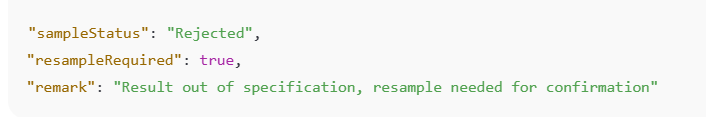 "sampleStatus": "Rejected",
"resampleRequired": true,
"remark": "Result out of specification, resample needed for confirmation"